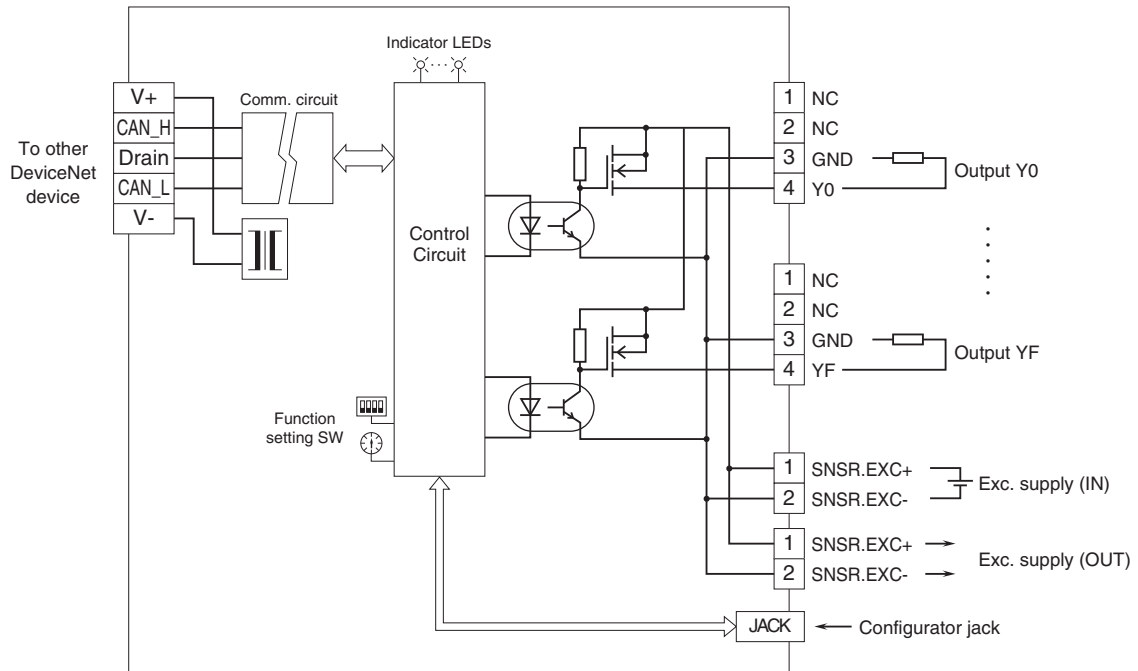 Indicator LEDs
To other
DeviceNet
device
V+
CAN_H
Drain
CAN_L
V-
Comm. circuit
Control
Circuit
Function
setting SW
1 NC
2 NC
3 GND
4 Y0
Output Y0
1 NC
2 NC
3 GND
4 YF
Output YF
1 SNSR.EXC+
2 SNSR.EXC-
Exc. supply (IN)
1 SNSR.EXC+
2 SNSR.EXC-
Exc. supply (OUT)
JACK
Configurator jack